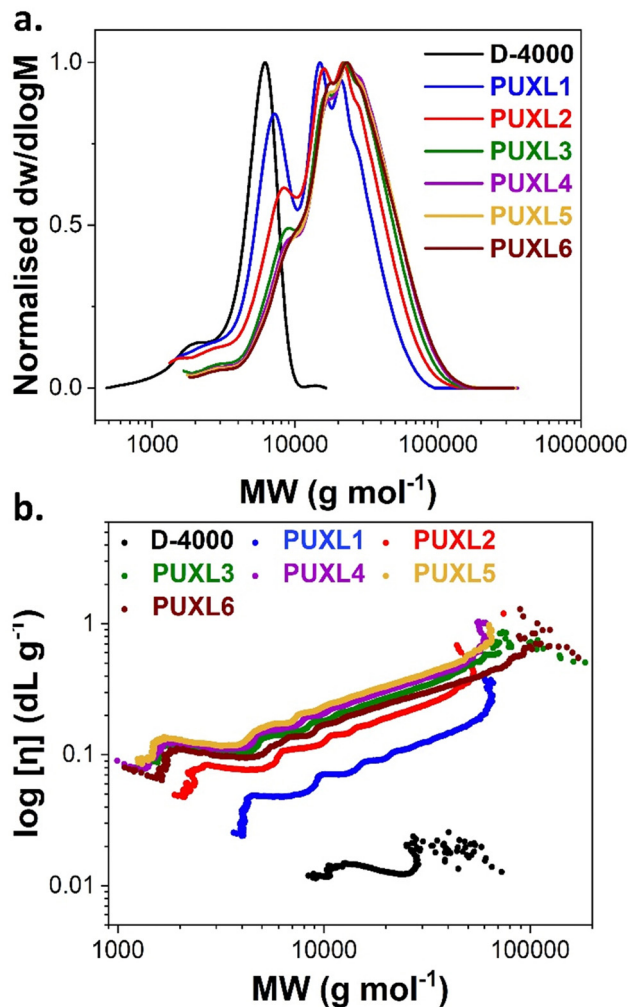 a.
Normalised dw/dlogM
1.0
0.5
0.0
D-4000
PUXL1
PUXL2
PUXL3
PUXL4
PUXL5
PUXL6
1000 10000 100000 1000000
MW (g mol⁻¹)
b.
log [η] (dL g⁻¹)
D-4000 PUXL1 PUXL2
PUXL3 PUXL4 PUXL5
PUXL6
1
0.1
0.01
1000 10000 100000
MW (g mol⁻¹)